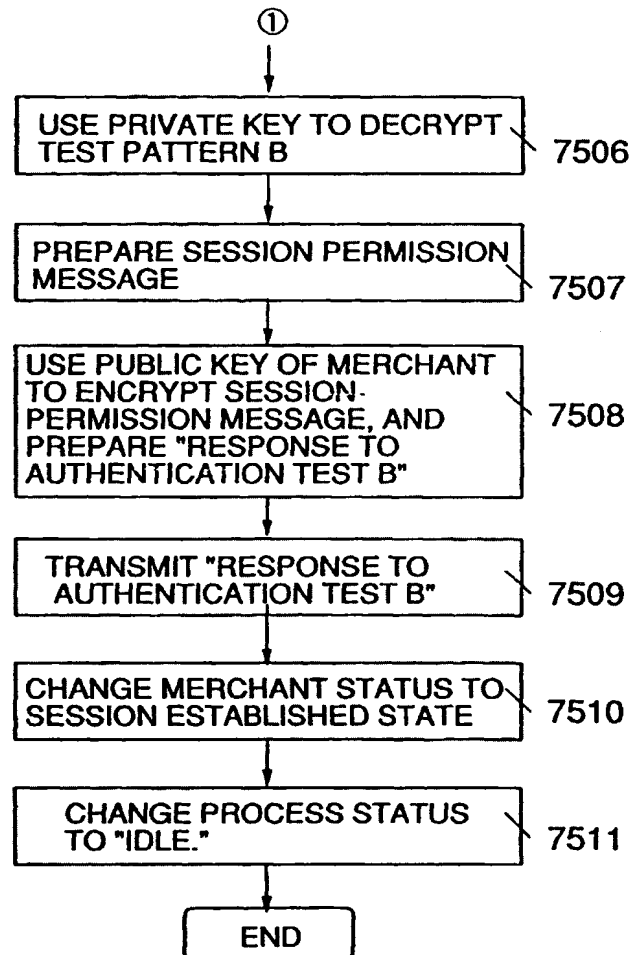 ①
USE PRIVATE KEY TO DECRYPT
TEST PATTERN B
7506
PREPARE SESSION PERMISSION
MESSAGE
7507
USE PUBLIC KEY OF MERCHANT
TO ENCRYPT SESSION-
PERMISSION MESSAGE, AND
PREPARE "RESPONSE TO
AUTHENTICATION TEST B"
7508
TRANSMIT "RESPONSE TO
AUTHENTICATION TEST B"
7509
CHANGE MERCHANT STATUS TO
SESSION ESTABLISHED STATE
7510
CHANGE PROCESS STATUS
TO "IDLE."
7511
END